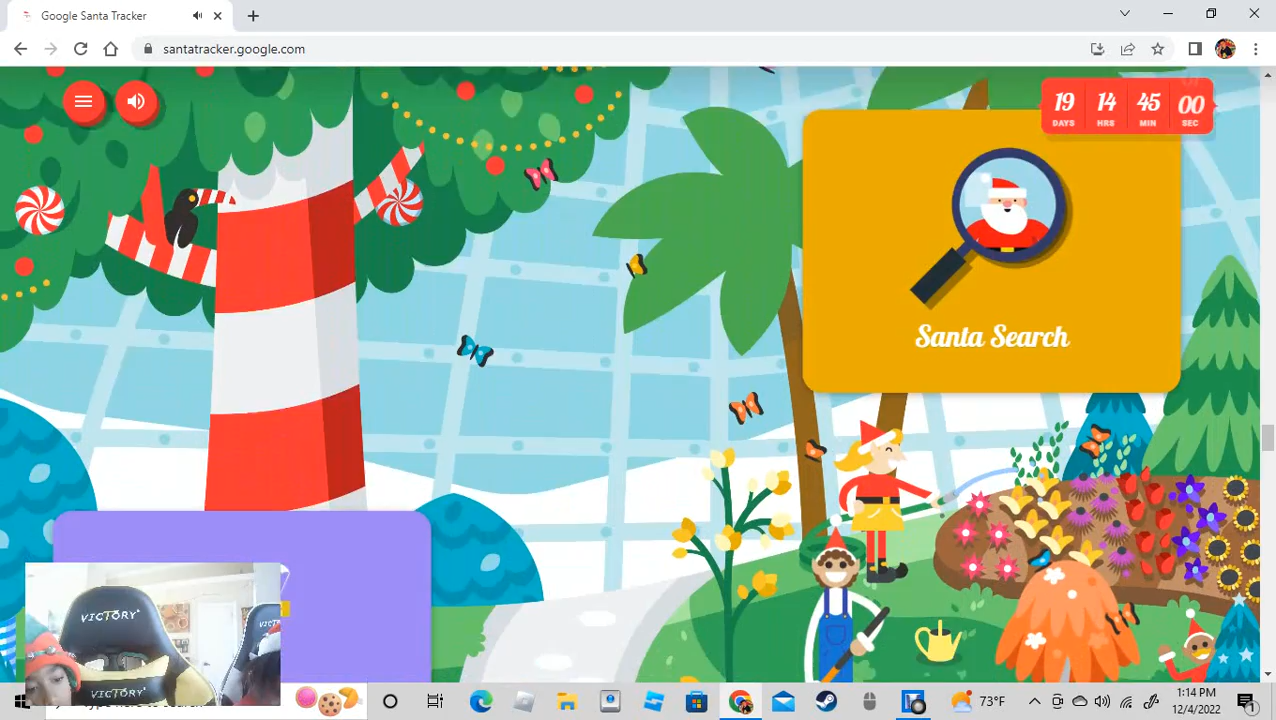 Google Santa Tracker
santatracker.google.com
19 14 45 00
DAYS HRS MIN SEC
Santa Search
VICTORY
VICTORY
73°F
1:14 PM
12/4/2022
1